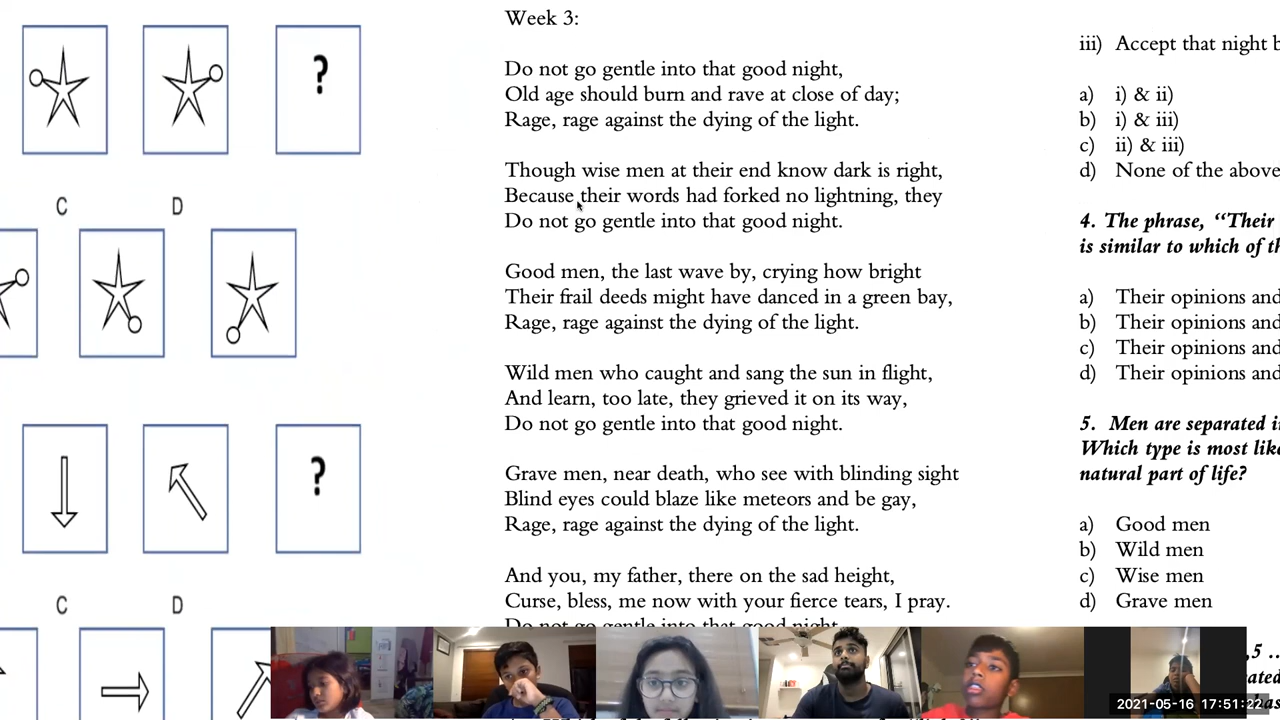 ?
C D
?
C D
Week 3:
Do not go gentle into that good night,
Old age should burn and rave at close of day;
Rage, rage against the dying of the light.
Though wise men at their end know dark is right,
Because their words had forked no lightning, they
Do not go gentle into that good night.
Good men, the last wave by, crying how bright
Their frail deeds might have danced in a green bay,
Rage, rage against the dying of the light.
Wild men who caught and sang the sun in flight,
And learn, too late, they grieved it on its way,
Do not go gentle into that good night.
Grave men, near death, who see with blinding sight
Blind eyes could blaze like meteors and be gay,
Rage, rage against the dying of the light.
And you, my father, there on the sad height,
Curse, bless, me now with your fierce tears, I pray.
Do not go gentle into that good night
iii) Accept that night
a) i) & ii)
b) i) & iii)
c) ii) & iii)
d) None of the above
4. The phrase, “Their
is similar to which of
a) Their opinions and
b) Their opinions and
c) Their opinions and
d) Their opinions and
5. Men are separated
Which type is most
natural part of life?
a) Good men
b) Wild men
c) Wise men
d) Grave men
,5 ..
2021-05-16 17:51:22